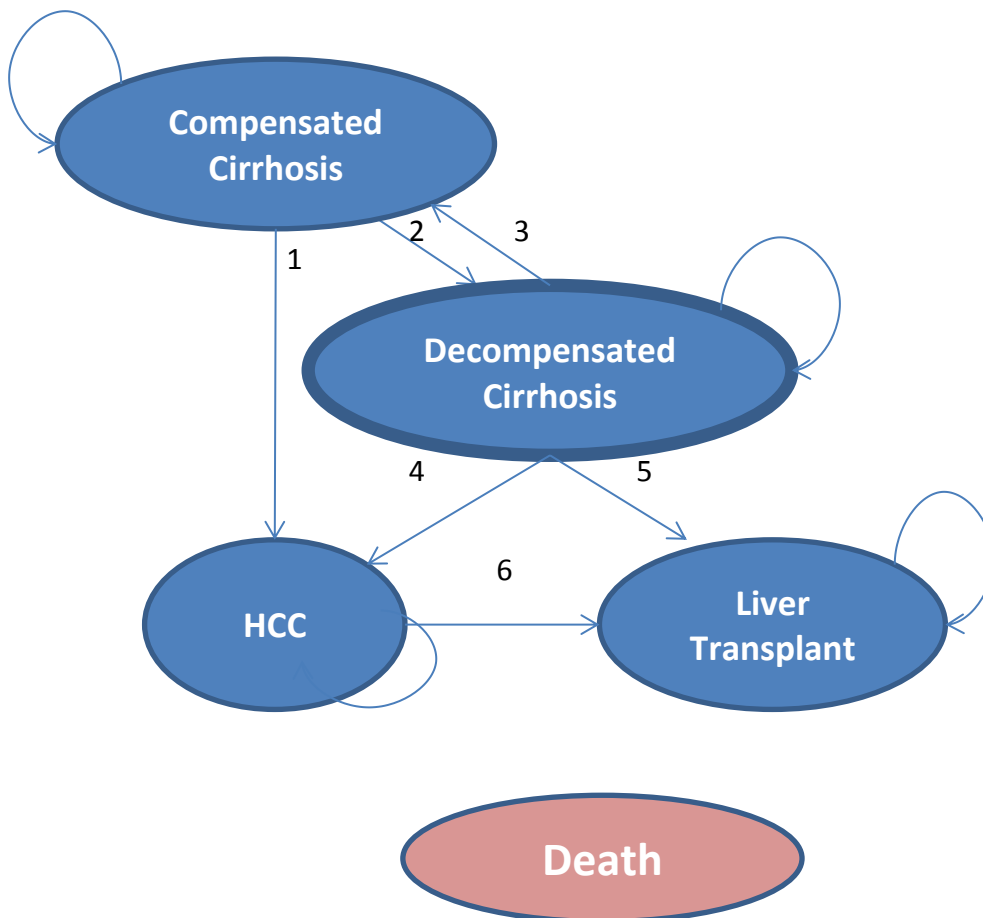 Compensated
Cirrhosis
1
2
3
Decompensated
Cirrhosis
4
5
6
HCC
Liver
Transplant
Death